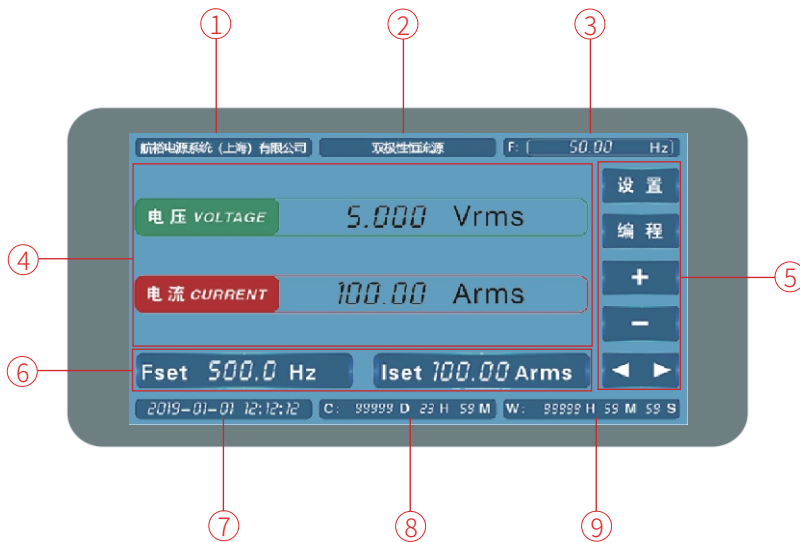 ① ② ③
航裕电源系统（上海）有限公司 双极性恒流源 F: [ 50.00 Hz]
设 置
电 压 VOLTAGE 5.000 Vrms
编 程
④
+
⑤
电 流 CURRENT 100.00 Arms
−
⑥
Fset 500.0 Hz Iset 100.00 Arms ◀ ▶
2019-01-01 12:12:12 C: 99999 D 23 H 59 M W: 99999 H 59 M 59 S
⑦ ⑧ ⑨